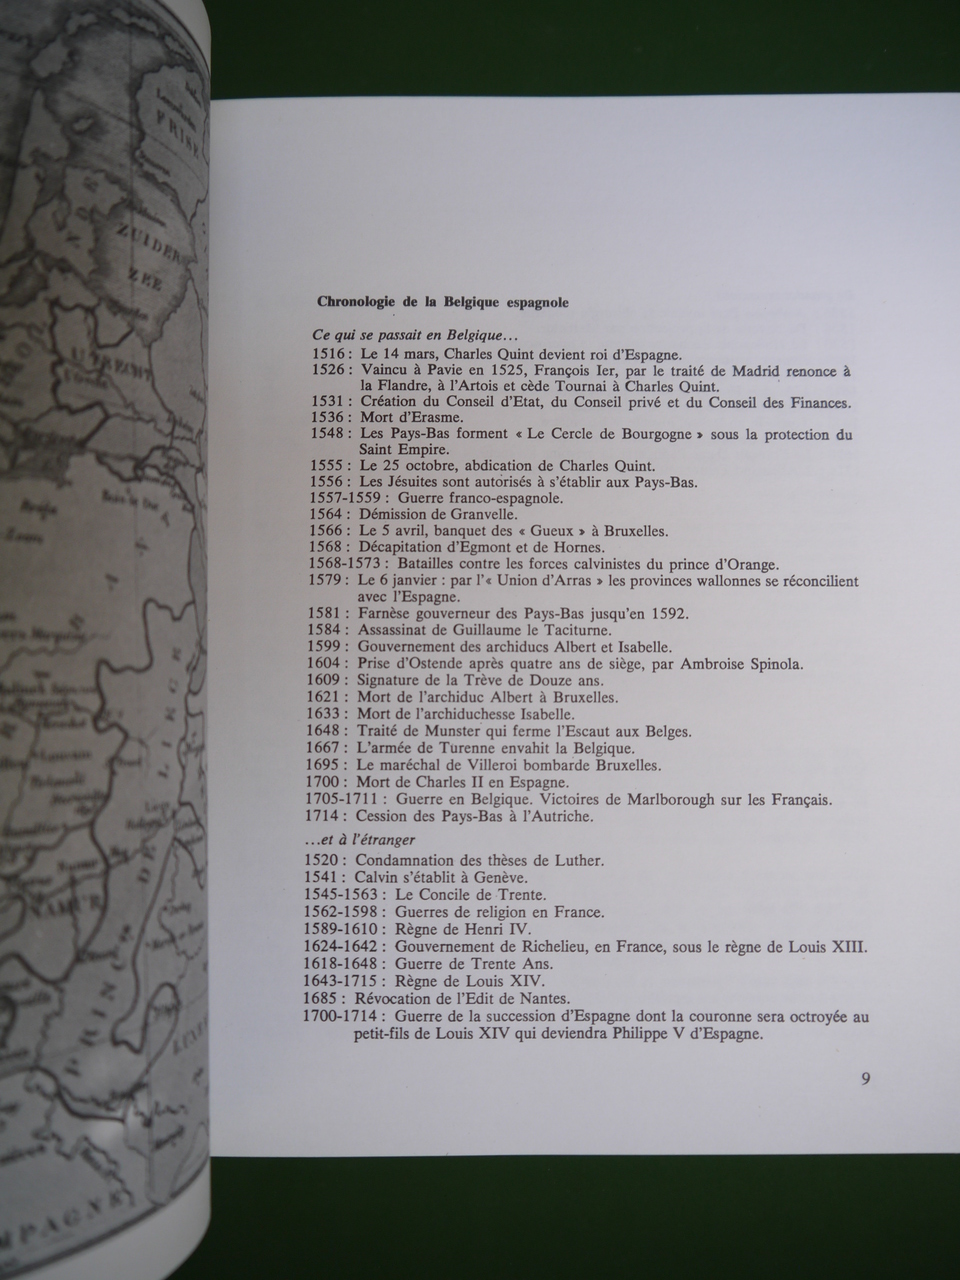 FRISE
ZUIDER
ZEE
UTRECHT
Chronologie de la Belgique espagnole
Ce qui se passait en Belgique...
1516 : Le 14 mars, Charles Quint devient roi d'Espagne.
1526 : Vaincu à Pavie en 1525, François Ier, par le traité de Madrid renonce à
la Flandre, à l'Artois et cède Tournai à Charles Quint.
1531 : Création du Conseil d'Etat, du Conseil privé et du Conseil des Finances.
1536 : Mort d'Erasme.
1548 : Les Pays-Bas forment « Le Cercle de Bourgogne » sous la protection du
Saint Empire.
1555 : Le 25 octobre, abdication de Charles Quint.
1556 : Les Jésuites sont autorisés à s'établir aux Pays-Bas.
1557-1559 : Guerre franco-espagnole.
1564 : Démission de Granvelle.
1566 : Le 5 avril, banquet des « Gueux » à Bruxelles.
1568 : Décapitation d'Egmont et de Hornes.
1568-1573 : Batailles contre les forces calvinistes du prince d'Orange.
1579 : Le 6 janvier : par l'« Union d'Arras » les provinces wallonnes se réconcilient
avec l'Espagne.
1581 : Farnèse gouverneur des Pays-Bas jusqu'en 1592.
1584 : Assassinat de Guillaume le Taciturne.
1599 : Gouvernement des archiducs Albert et Isabelle.
1604 : Prise d'Ostende après quatre ans de siège, par Ambroise Spinola.
1609 : Signature de la Trêve de Douze ans.
1621 : Mort de l'archiduc Albert à Bruxelles.
1633 : Mort de l'archiduchesse Isabelle.
1648 : Traité de Munster qui ferme l'Escaut aux Belges.
1667 : L'armée de Turenne envahit la Belgique.
1695 : Le maréchal de Villeroi bombarde Bruxelles.
1700 : Mort de Charles II en Espagne.
1705-1711 : Guerre en Belgique. Victoires de Marlborough sur les Français.
1714 : Cession des Pays-Bas à l'Autriche.
...et à l'étranger
1520 : Condamnation des thèses de Luther.
1541 : Calvin s'établit à Genève.
1545-1563 : Le Concile de Trente.
1562-1598 : Guerres de religion en France.
1589-1610 : Règne de Henri IV.
1624-1642 : Gouvernement de Richelieu, en France, sous le règne de Louis XIII.
1618-1648 : Guerre de Trente Ans.
1643-1715 : Règne de Louis XIV.
1685 : Révocation de l'Edit de Nantes.
1700-1714 : Guerre de la succession d'Espagne dont la couronne sera octroyée au
petit-fils de Louis XIV qui deviendra Philippe V d'Espagne.
9